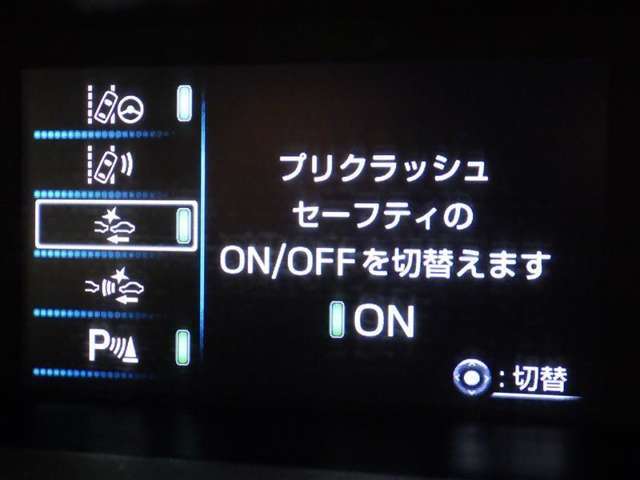 プリクラッシュ
セーフティの
ON/OFFを切替えます
ON
P
:切替